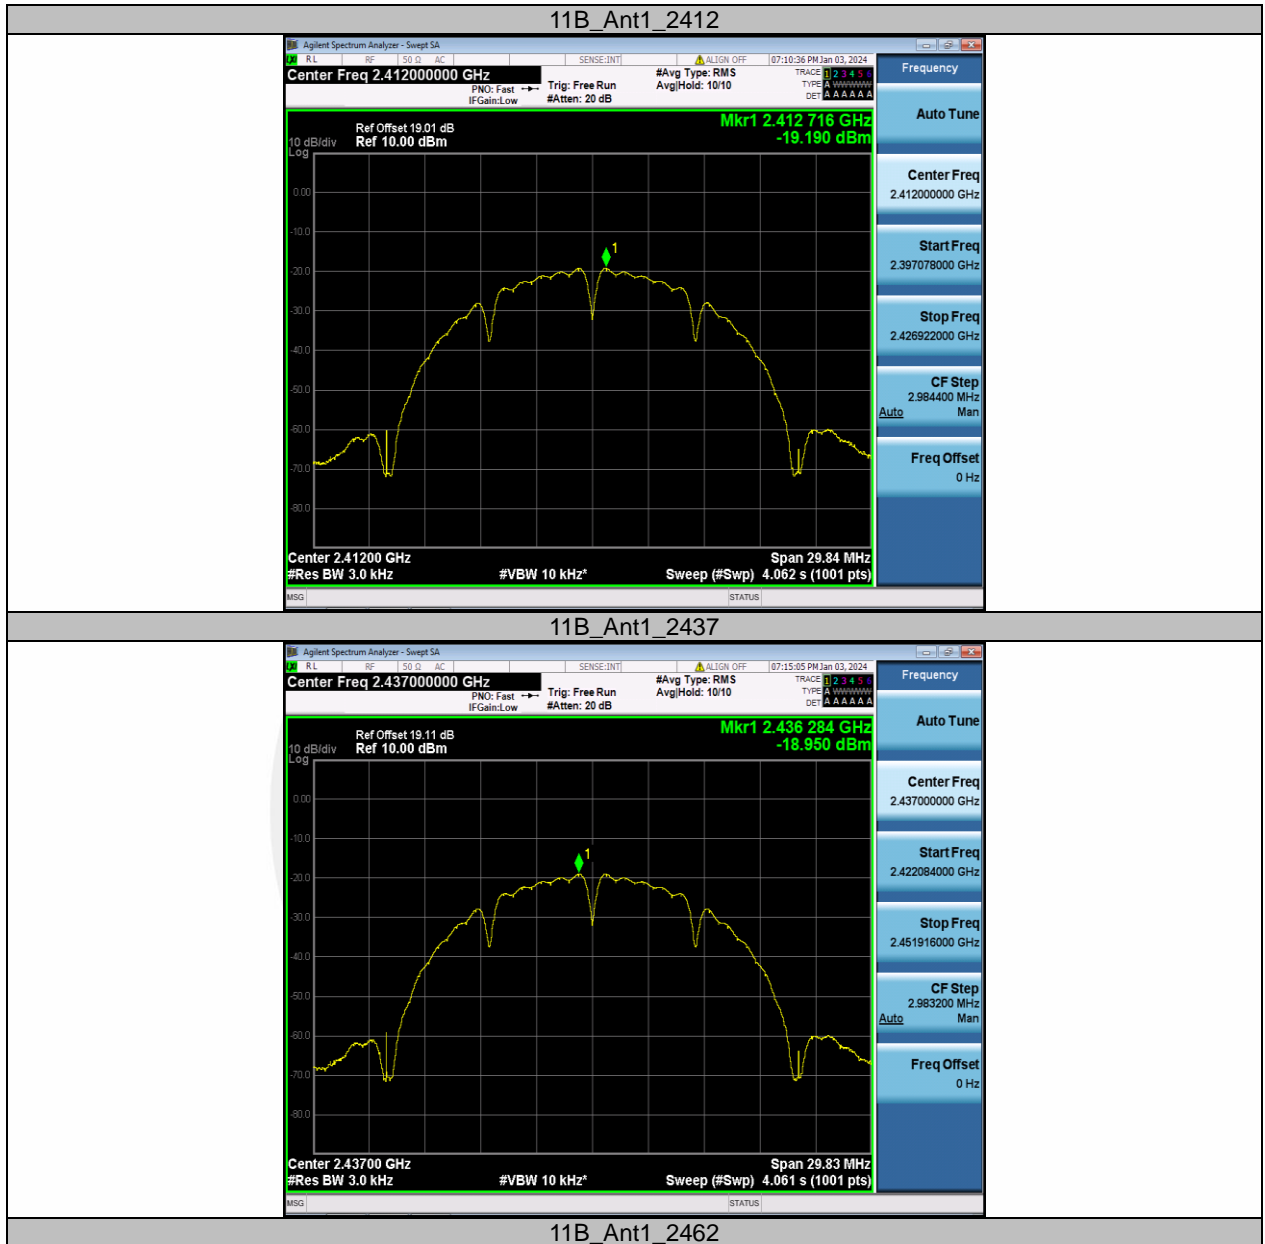 11B_Ant1_2412
Agilent Spectrum Analyzer - Swept SA
RL RF 50 Ω AC SENSE:INT ALIGN OFF 07:10:36 PM Jan 03, 2024
Center Freq 2.412000000 GHz
PNO: Fast
IFGain:Low
Trig: Free Run
#Atten: 20 dB
#Avg Type: RMS
Avg|Hold: 10/10
TRACE 1 2 3 4 5 6
TYPE A WWWWW
DET A A A A A A
Frequency
Mkr1 2.412 716 GHz
-19.190 dBm
Ref Offset 19.01 dB
10 dB/div Ref 10.00 dBm
Log
0.00
-10.0
-20.0
-30.0
-40.0
-50.0
-60.0
-70.0
-80.0
1
Center 2.41200 GHz Span 29.84 MHz
#Res BW 3.0 kHz #VBW 10 kHz* Sweep (#Swp) 4.062 s (1001 pts)
MSG STATUS
Auto Tune
Center Freq
2.412000000 GHz
Start Freq
2.397078000 GHz
Stop Freq
2.426922000 GHz
CF Step
2.984400 MHz
Auto Man
Freq Offset
0 Hz
11B_Ant1_2437
Agilent Spectrum Analyzer - Swept SA
RL RF 50 Ω AC SENSE:INT ALIGN OFF 07:15:05 PM Jan 03, 2024
Center Freq 2.437000000 GHz
PNO: Fast
IFGain:Low
Trig: Free Run
#Atten: 20 dB
#Avg Type: RMS
Avg|Hold: 10/10
TRACE 1 2 3 4 5 6
TYPE A WWWWW
DET A A A A A A
Frequency
Mkr1 2.436 284 GHz
-18.950 dBm
Ref Offset 19.11 dB
10 dB/div Ref 10.00 dBm
Log
0.00
-10.0
-20.0
-30.0
-40.0
-50.0
-60.0
-70.0
-80.0
1
Center 2.43700 GHz Span 29.83 MHz
#Res BW 3.0 kHz #VBW 10 kHz* Sweep (#Swp) 4.061 s (1001 pts)
MSG STATUS
Auto Tune
Center Freq
2.437000000 GHz
Start Freq
2.422084000 GHz
Stop Freq
2.451916000 GHz
CF Step
2.983200 MHz
Auto Man
Freq Offset
0 Hz
11B_Ant1_2462